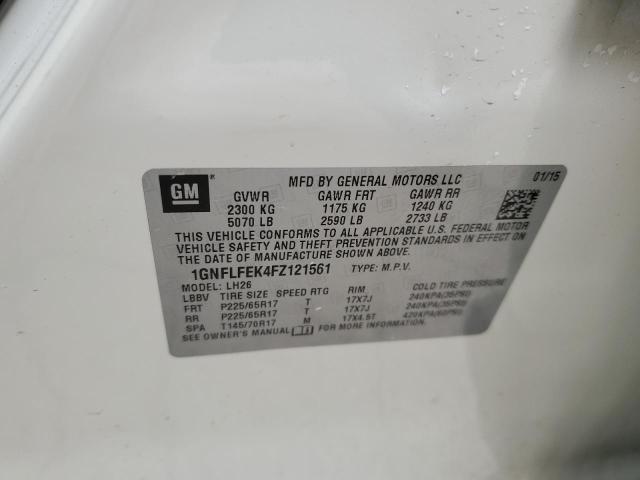 GM
MFD BY GENERAL MOTORS LLC 01/15
GVWR GAWR FRT GAWR RR
2300 KG 1175 KG 1240 KG
5070 LB 2590 LB 2733 LB
THIS VEHICLE CONFORMS TO ALL APPLICABLE U.S. FEDERAL MOTOR
VEHICLE SAFETY AND THEFT PREVENTION STANDARDS IN EFFECT ON
THE DATE OF MANUFACTURE SHOWN ABOVE.
1GNFLFEK4FZ121561 TYPE: M.P.V.
MODEL: LH26
LBBV TIRE SIZE SPEED RTG RIM COLD TIRE PRESSURE
FRT P225/65R17 T 17X7J 240KPA(35PSI)
RR P225/65R17 T 17X7J 240KPA(35PSI)
SPA T145/70R17 M 17X4.5T 420KPA(60PSI)
SEE OWNER'S MANUAL FOR MORE INFORMATION.